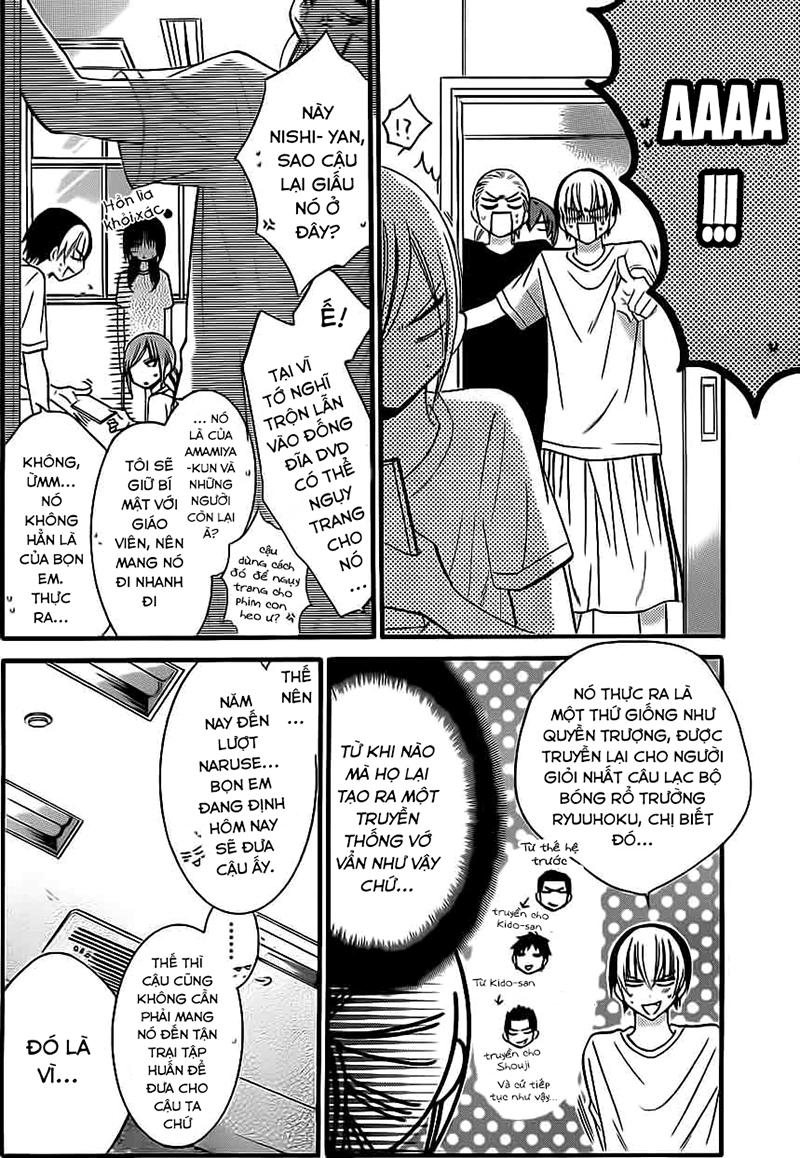 AAAA
!!!
!?
NÀY
NISHI-YAN,
SAO CẬU
LẠI GIẤU
NÓ Ở
ĐÂY?
Hồn lìa
khỏi xác
Ế!
TẠI VÌ
TỚ NGHĨ
TRỘN LẪN
VÀO ĐỐNG
ĐĨA DVD
CÓ THỂ
NGỤY
TRANG CHO
NÓ
...
cậu
dùng cách
đó để ngụy
trang cho
phim con
heo ư?
... NÓ
LÀ CỦA
AMAMIYA
-KUN VÀ
NHỮNG
NGƯỜI
CÒN LẠI
À?
TÔI SẼ
GIỮ BÍ
MẬT VỚI
GIÁO
VIÊN, NÊN
MANG NÓ
ĐI NHANH
ĐI
KHÔNG,
ỪMM...
NÓ
KHÔNG
HẲN LÀ
CỦA BỌN
EM.
THỰC
RA...
NÓ THỰC RA LÀ
MỘT THỨ GIỐNG NHƯ
QUYỀN TRƯỢNG, ĐƯỢC
TRUYỀN LẠI CHO NGƯỜI
GIỎI NHẤT CÂU LẠC BỘ
BÓNG RỔ TRƯỜNG
RYUUHOKU, CHỊ BIẾT
ĐÓ...
Từ thế hệ
trước
truyền cho
Kido-san
Từ Kido-san
truyền cho
Shouji
Và cứ tiếp
tục như vậy...
TỪ KHI NÀO
MÀ HỌ LẠI
TẠO RA MỘT
TRUYỀN
THỐNG VỚ
VẨN NHƯ VẬY
CHỨ...
THẾ
NÊN
...
NĂM
NAY ĐẾN
LƯỢT
NARUSE...
BỌN EM
ĐANG ĐỊNH
HÔM NAY
SẼ ĐƯA
CẬU ẤY.
........
THẾ THÌ
CẬU CŨNG
KHÔNG CẦN
PHẢI MANG
NÓ ĐẾN TẬN
TRẠI TẬP
HUẤN ĐỂ
ĐƯA CHO
CẬU TA
CHỨ
ĐÓ LÀ
VÌ...